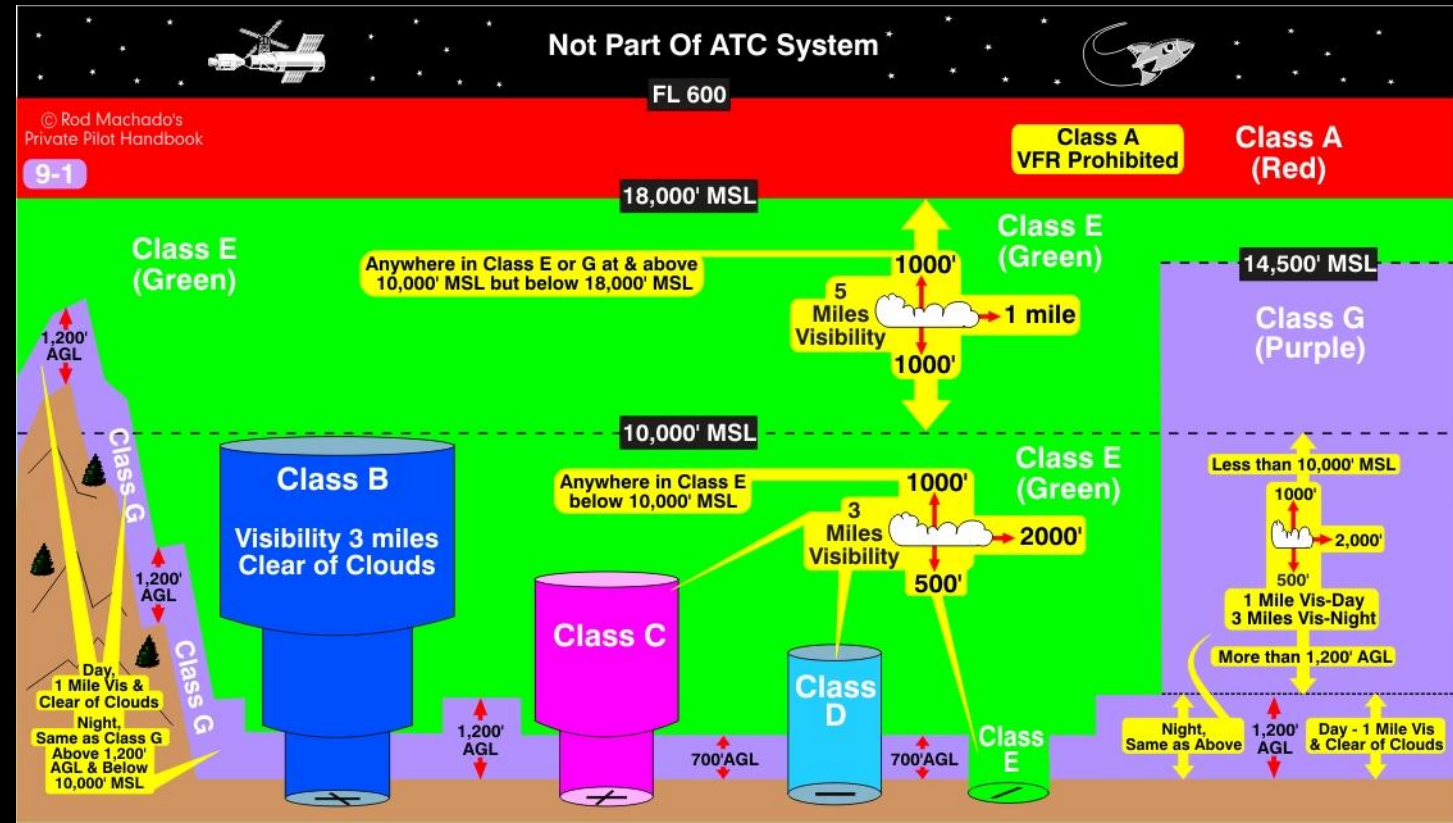 Not Part Of ATC System
FL 600
© Rod Machado's
Private Pilot Handbook
9-1
Class A
VFR Prohibited
Class A
(Red)
18,000' MSL
Class E
(Green)
Anywhere in Class E or G at & above
10,000' MSL but below 18,000' MSL
1000'
5
Miles
Visibility
1 mile
1000'
Class E
(Green)
14,500' MSL
Class G
(Purple)
1,200'
AGL
10,000' MSL
Class G
Class B
Visibility 3 miles
Clear of Clouds
Anywhere in Class E
below 10,000' MSL
1000'
3
Miles
Visibility
2000'
500'
Class E
(Green)
Less than 10,000' MSL
1000'
2,000'
500'
1 Mile Vis-Day
3 Miles Vis-Night
More than 1,200' AGL
1,200'
AGL
Class G
Day,
1 Mile Vis &
Clear of Clouds
Night,
Same as Class G
Above 1,200'
AGL & Below
10,000' MSL
1,200'
AGL
Class C
700'AGL
Class
D
700'AGL
Class
E
Night,
Same as Above
1,200'
AGL
Day - 1 Mile Vis
& Clear of Clouds